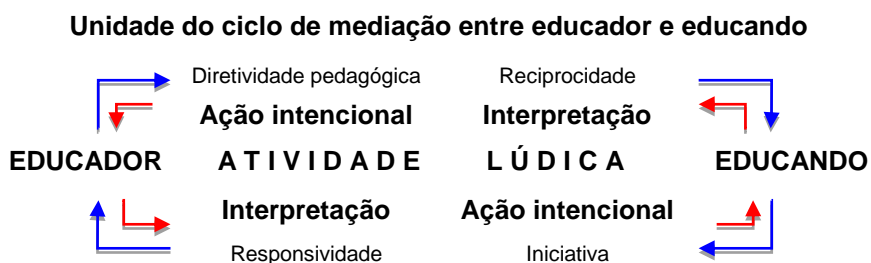 Unidade do ciclo de mediação entre educador e educando
Diretividade pedagógica Reciprocidade
Ação intencional Interpretação
EDUCADOR A T I V I D A D E L Ú D I C A EDUCANDO
Interpretação Ação intencional
Responsividade Iniciativa